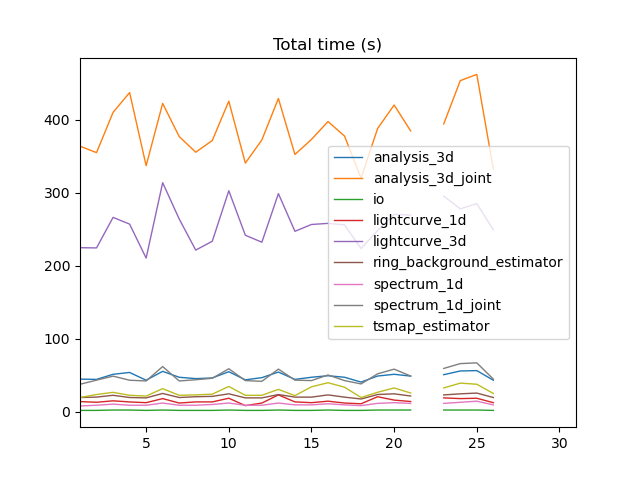 Total time (s)
400
300
200
100
0
analysis_3d
analysis_3d_joint
io
lightcurve_1d
lightcurve_3d
ring_background_estimator
spectrum_1d
spectrum_1d_joint
tsmap_estimator
5 10 15 20 25 30